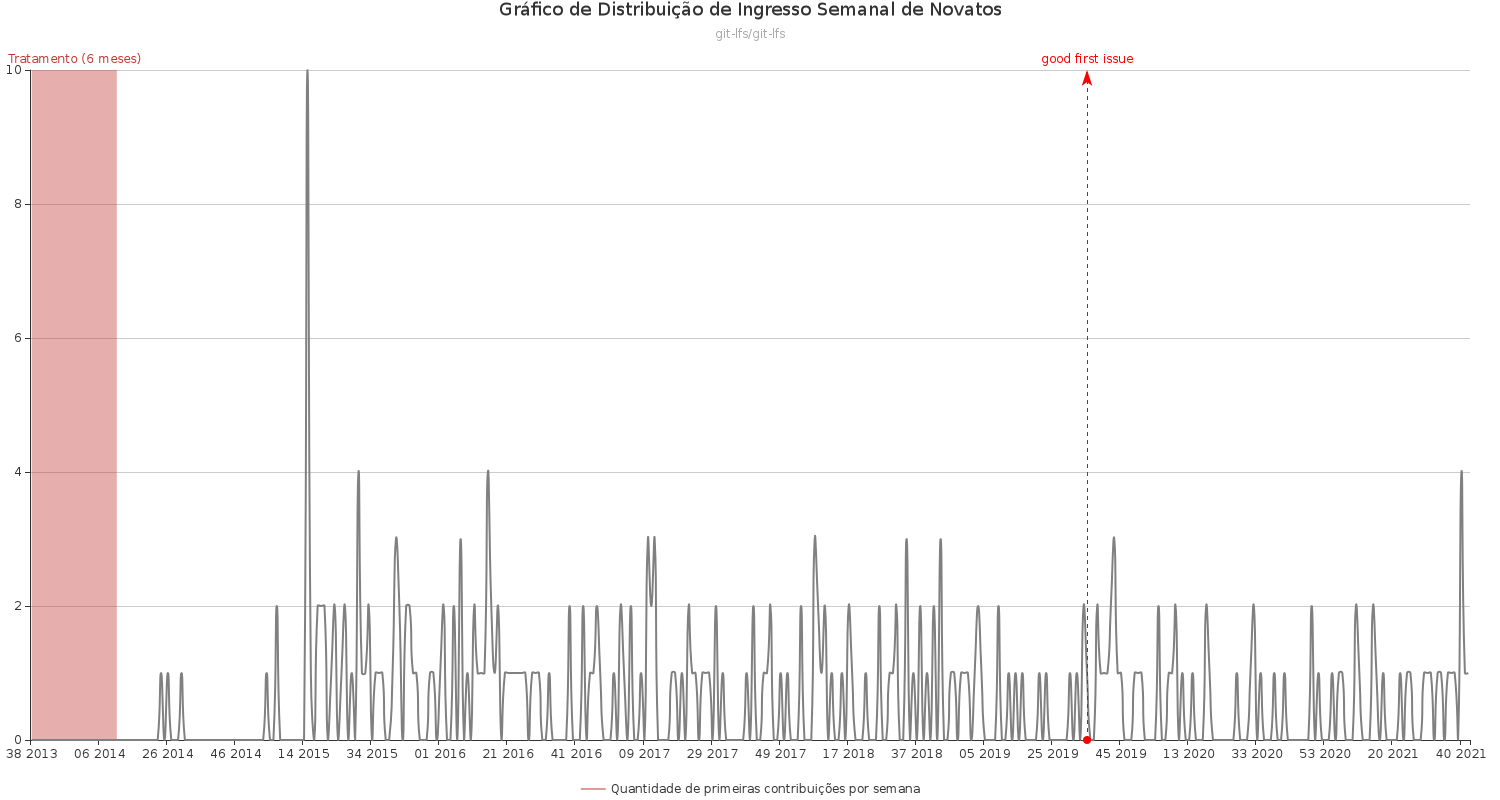 Gráfico de Distribuição de Ingresso Semanal de Novatos
git-lfs/git-lfs
Tratamento (6 meses)
good first issue
10
8
6
4
2
0
38 2013 06 2014 26 2014 46 2014 14 2015 34 2015 01 2016 21 2016 41 2016 09 2017 29 2017 49 2017 17 2018 37 2018 05 2019 25 2019 45 2019 13 2020 33 2020 53 2020 20 2021 40 2021
Quantidade de primeiras contribuições por semana